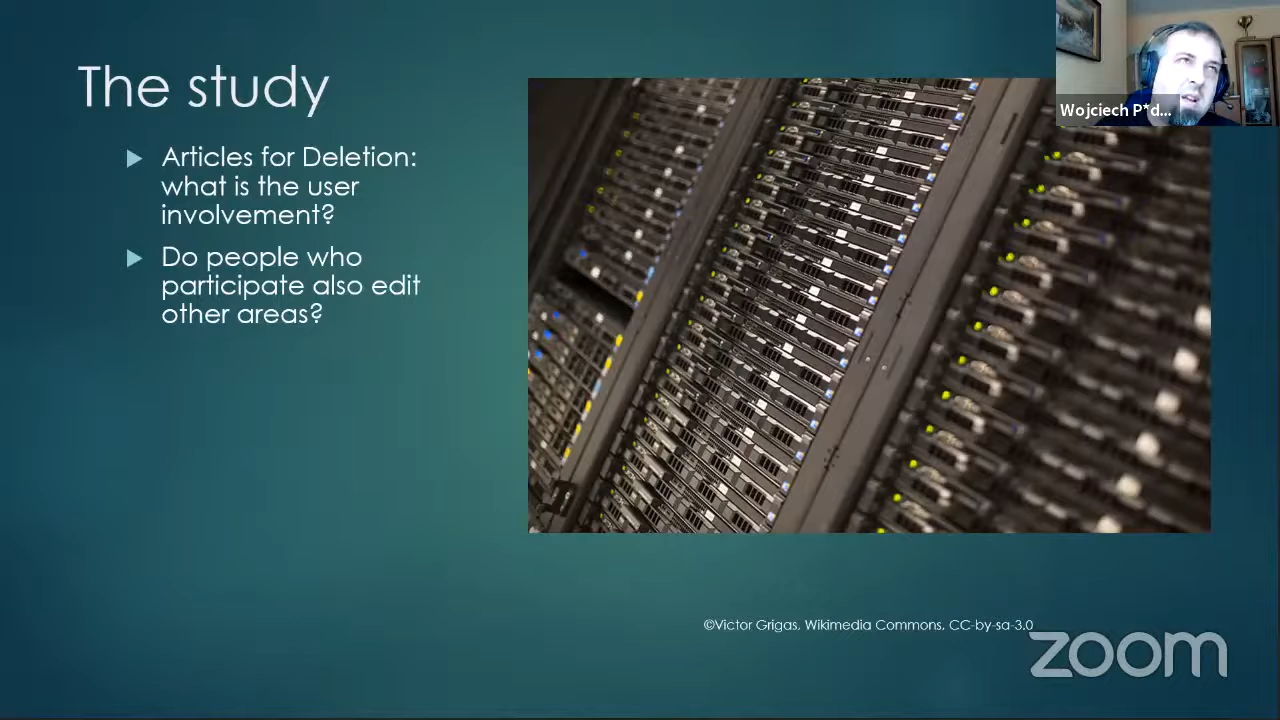 The study
Articles for Deletion:
what is the user
involvement?
Do people who
participate also edit
other areas?
Wojciech P*d...
©Victor Grigas, Wikimedia Commons, CC-by-sa-3.0
zoom